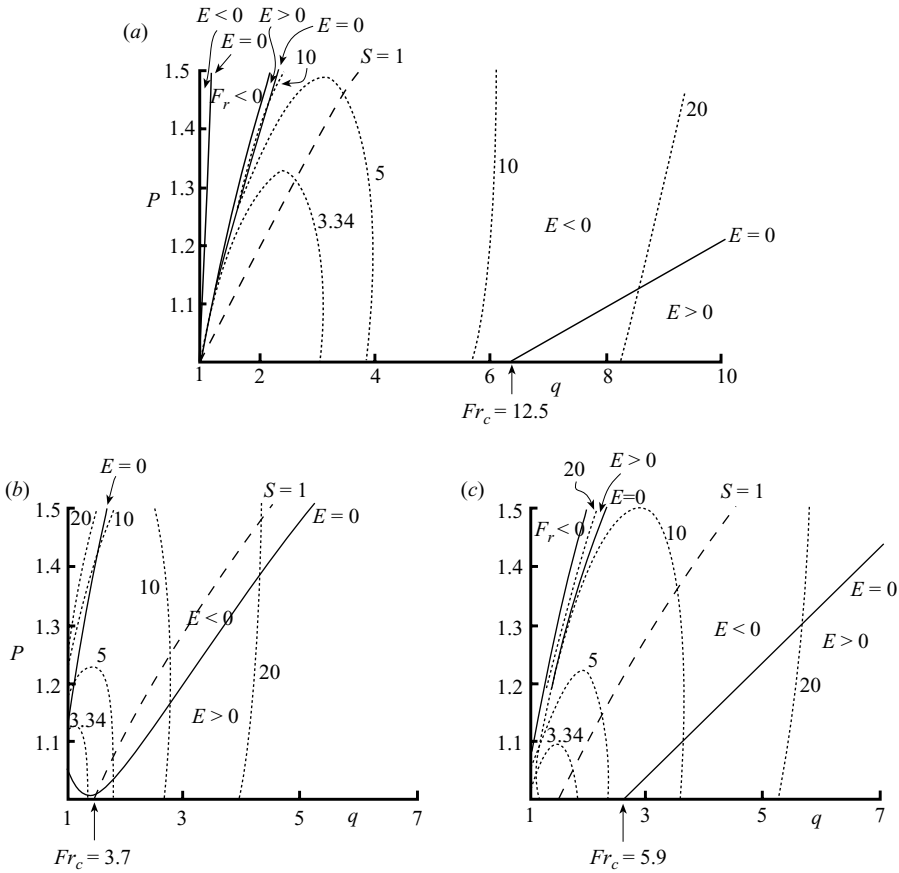 (a)
E < 0
E > 0
E = 0
E = 0
10
S = 1
1.5
F_r < 0
1.4
5
10
20
1.3
P
3.34
E < 0
E = 0
1.2
E > 0
1.1
1
2
4
6
q
8
10
Fr_c = 12.5
(b)
E = 0
S = 1
1.5
20
10
E = 0
1.4
10
1.3
E < 0
P
5
20
1.2
3.34
E > 0
1.1
1
3
q
7
Fr_c = 3.7
(c)
20
E > 0
E=0
S = 1
1.5
F_r < 0
10
1.4
E = 0
1.3
E < 0
E > 0
5
1.2
20
3.34
1.1
1
3
5
q
7
Fr_c = 5.9